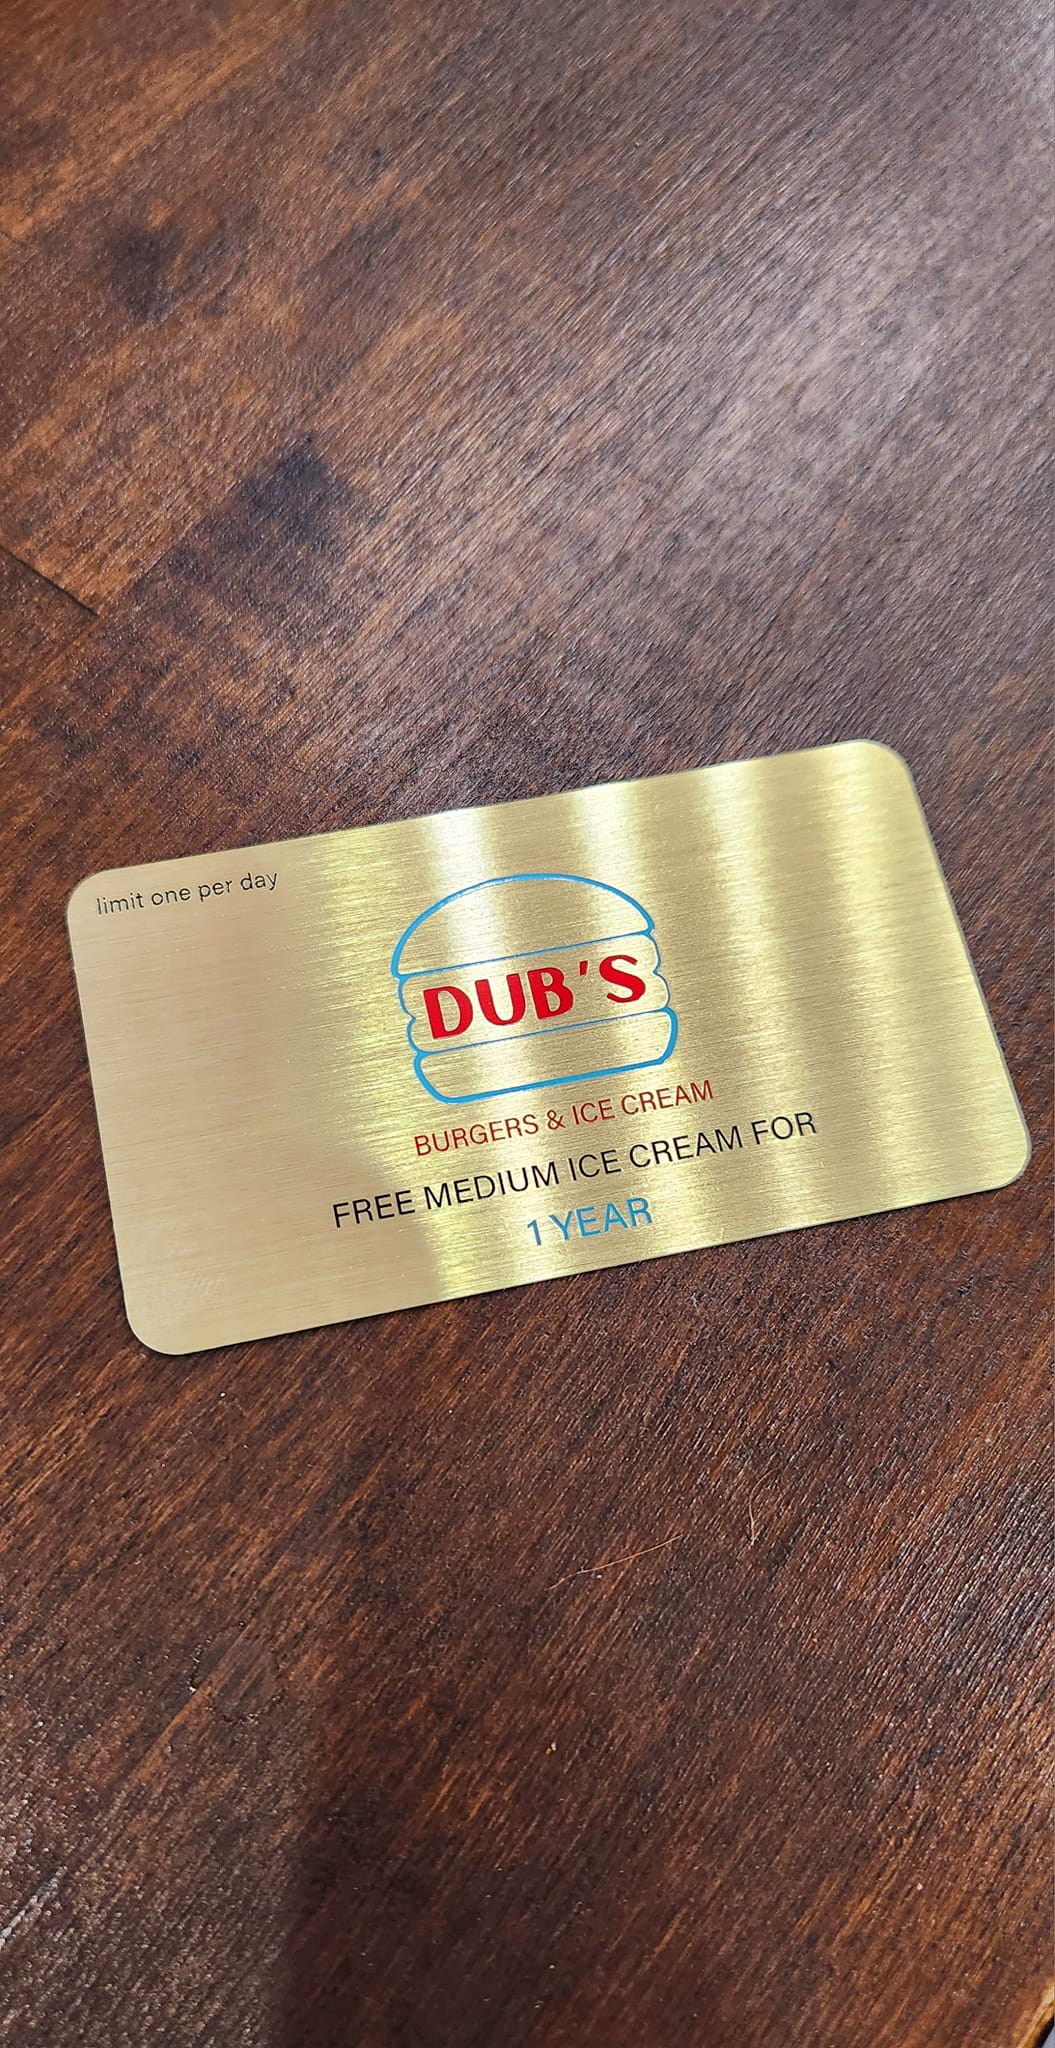 limit one per day
DUB'S
BURGERS & ICE CREAM
FREE MEDIUM ICE CREAM FOR
1 YEAR